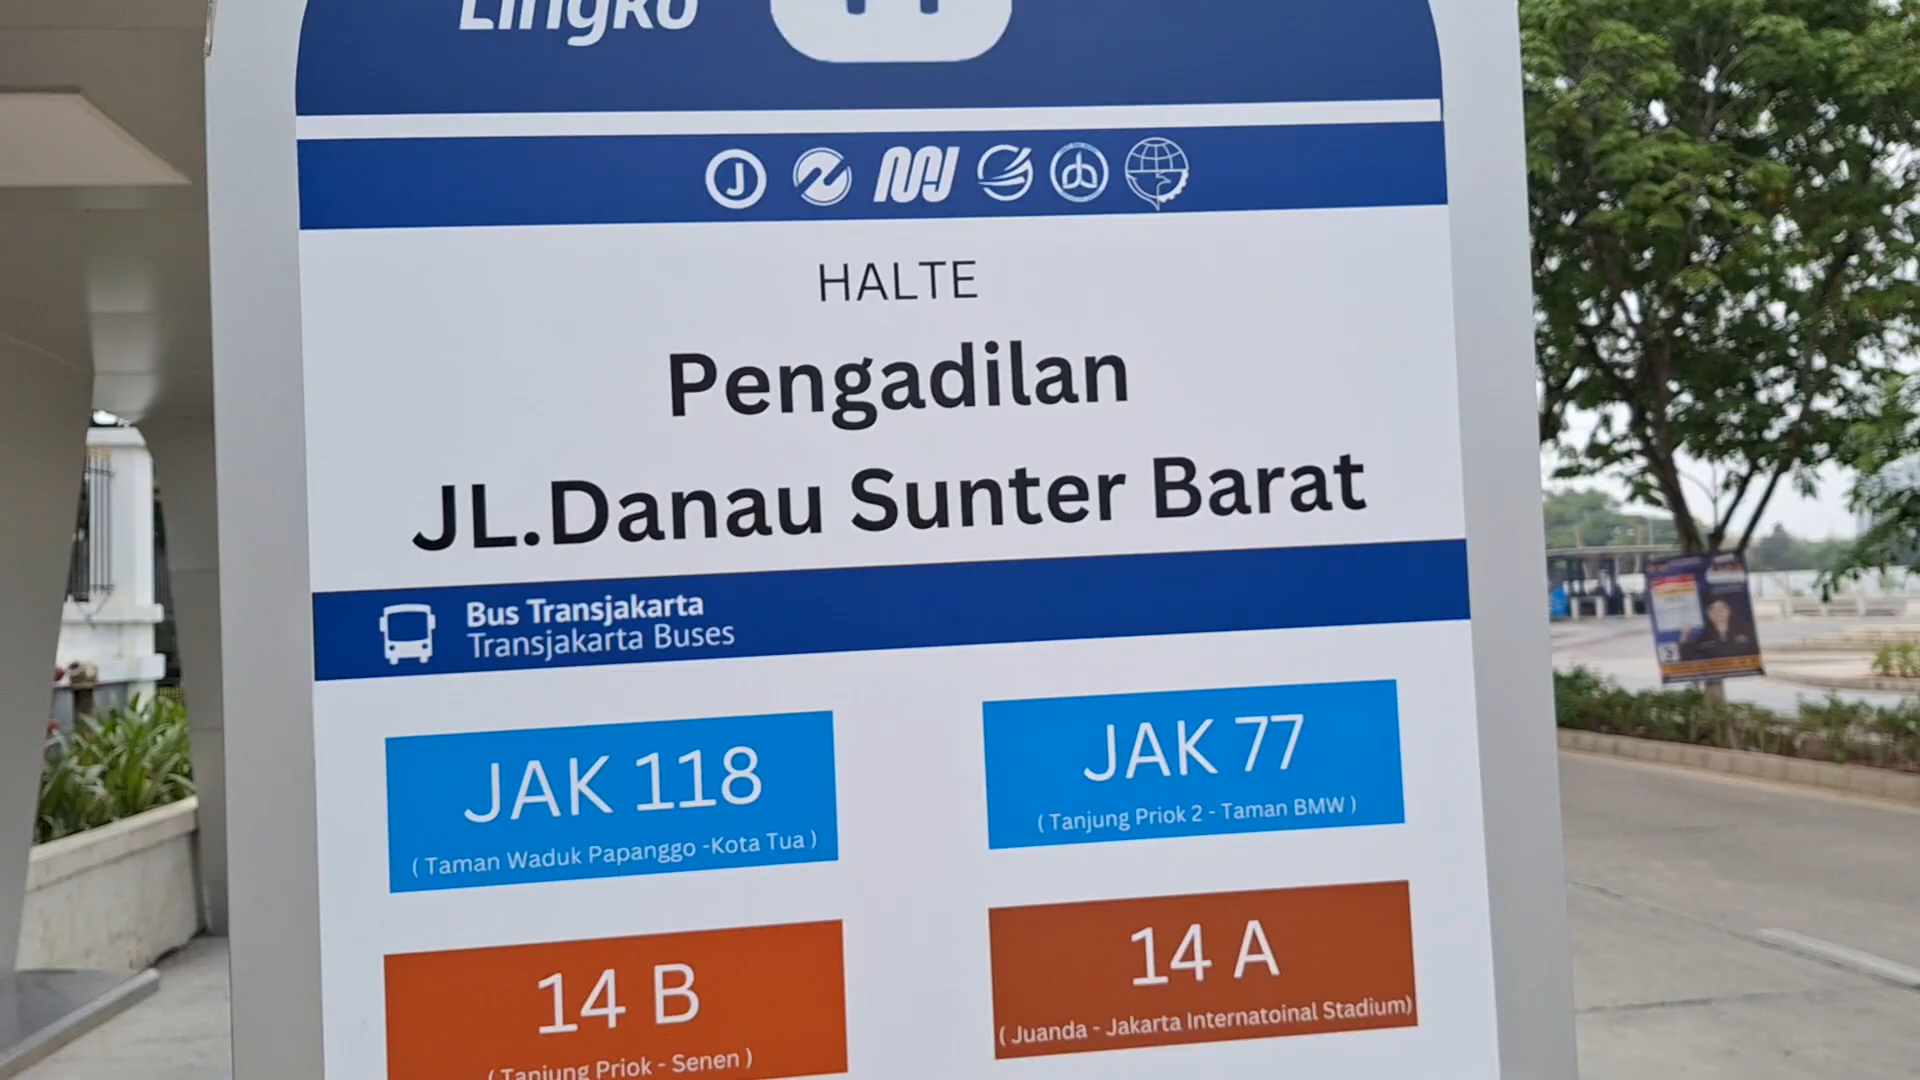 Lingko
HALTE
Pengadilan
JL.Danau Sunter Barat
Bus Transjakarta
Transjakarta Buses
JAK 118
( Taman Waduk Papanggo -Kota Tua )
JAK 77
( Tanjung Priok 2 - Taman BMW )
14 B
( Tanjung Priok - Senen )
14 A
( Juanda - Jakarta Internatoinal Stadium)